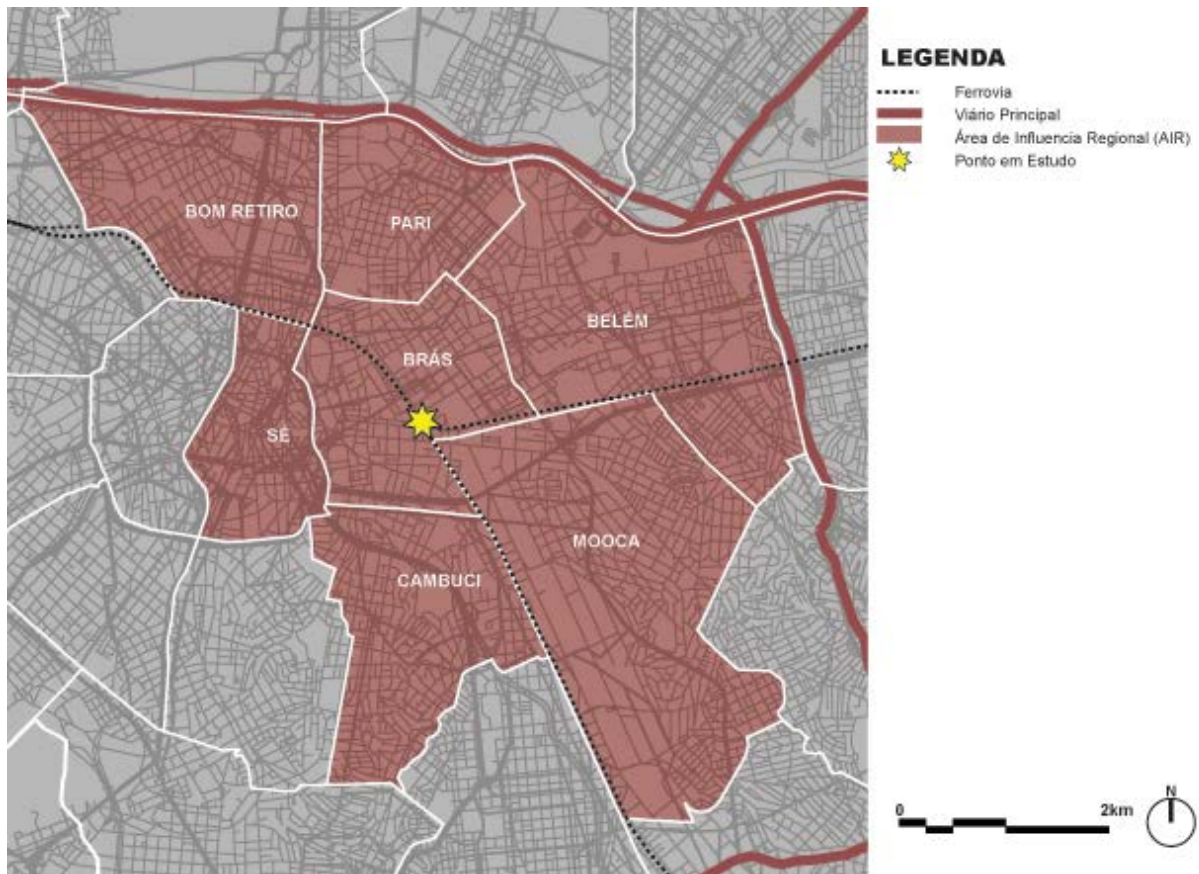 LEGENDA
Ferrovia
Viário Principal
Área de Influencia Regional (AIR)
Ponto em Estudo
BOM RETIRO
PARI
BELÉM
BRÁS
SÉ
MOOCA
CAMBUCI
0 2km
N